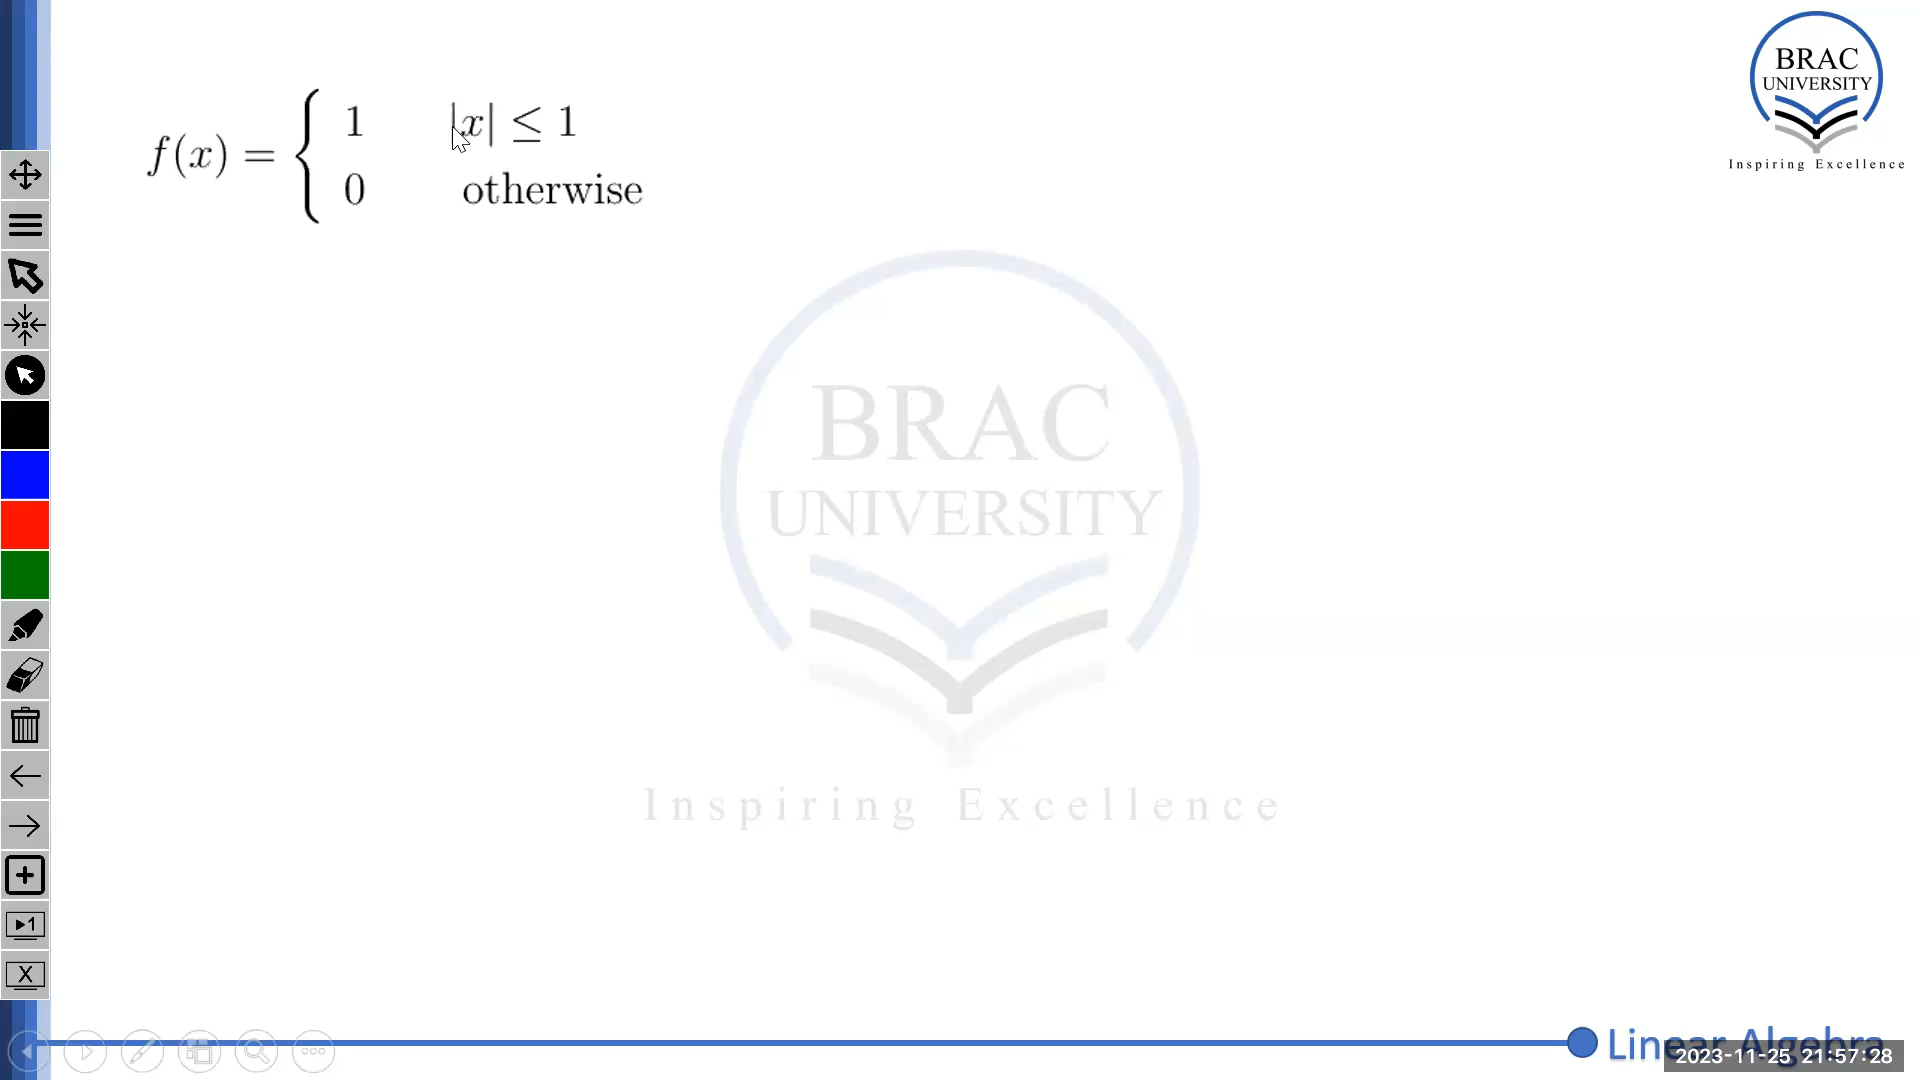 BRAC
UNIVERSITY
Inspiring Excellence
f(x) = { 1 |x| ≤ 1
0 otherwise
BRAC
UNIVERSITY
Inspiring Excellence
1
X
Linear Algebra
2023-11-25 21:57:28